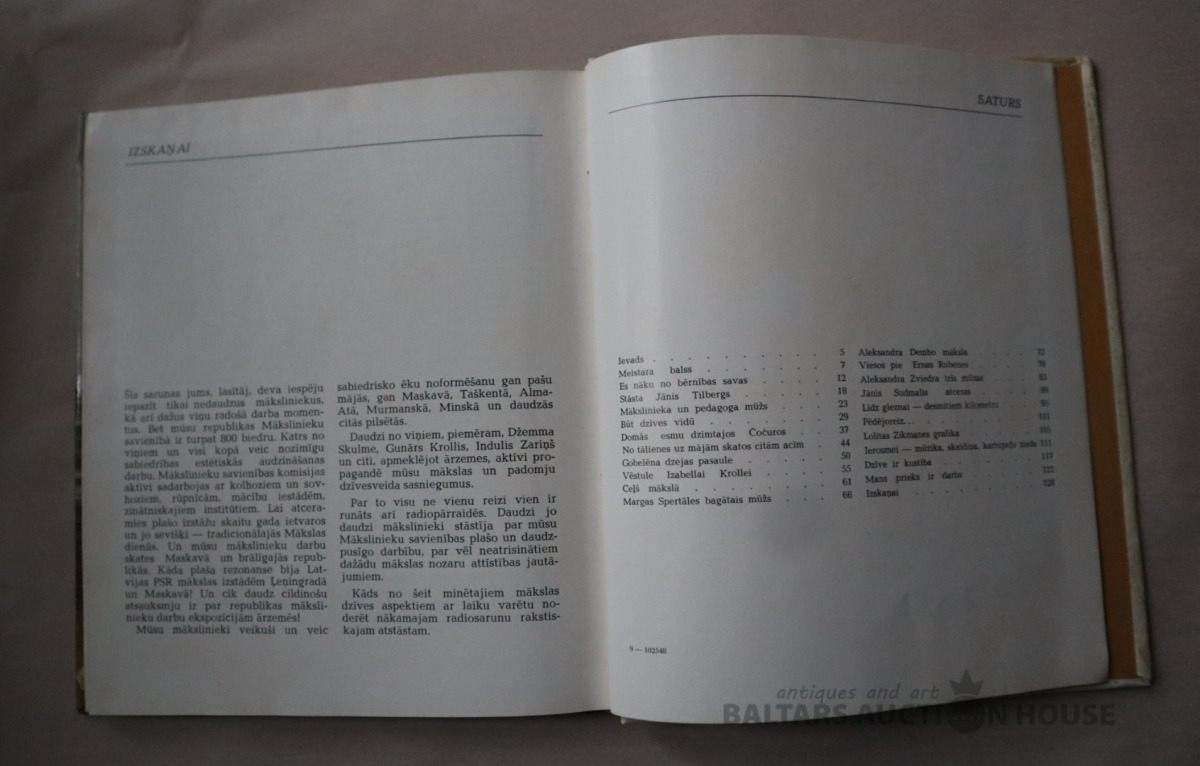 IZSKAŅAI
Šīs sarunas jums, lasītāj, deva iespēju
iepazīt tikai nedaudzus māksliniekus,
kā arī dažus viņu radošā darba momen-
tus. Bet mūsu republikas Mākslinieku
savienībā ir turpat 800 biedru. Katrs no
viņiem un visi kopā veic nozīmīgu
sabiedrības estētiskās audzināšanas
darbu. Mākslinieku savienības komisijas
aktīvi sadarbojas ar kolhoziem un sov-
hoziem, rūpnīcām, mācību iestādēm,
zinātniskajiem institūtiem. Lai atcera-
mies plašo izstāžu skaitu gada ietvaros
un jo sevišķi — tradicionālajās Mākslas
dienās. Un mūsu mākslinieku darbu
skates Maskavā un brālīgajās repub-
likās. Kāda plaša rezonanse bija Lat-
vijas PSR mākslas izstādēm Ļeņingradā
un Maskavā! Un cik daudz cildinošu
atsauksmju ir par republikas māksli-
nieku darbu ekspozīcijām ārzemēs!
Mūsu mākslinieki veikuši un veic
sabiedrisko ēku noformēšanu gan pašu
mājās, gan Maskavā, Taškentā, Alma-
Atā, Murmanskā, Minskā un daudzās
citās pilsētās.
Daudzi no viņiem, piemēram, Džemma
Skulme, Gunārs Krollis, Indulis Zariņš
un citi, apmeklējot ārzemes, aktīvi pro-
pagandē mūsu mākslas un padomju
dzīvesveida sasniegumus.
Par to visu ne vienu reizi vien ir
runāts arī radiopārraidēs. Daudzi jo
daudzi mākslinieki stāstīja par mūsu
Mākslinieku savienības plašo un daudz-
pusīgo darbību, par vēl neatrisinātiem
dažādu mākslas nozaru attīstības jautā-
jumiem.
Kāds no šeit minētajiem mākslas
dzīves aspektiem ar laiku varētu no-
derēt nākamajam radiosarunu rakstis-
kajam atstāstam.
SATURS
Ievads . . . . . . . . . . 5
Meistara balss . . . . . . . 7
Es nāku no bērnības savas . . . . 12
Stāsta Jānis Tilbergs . . . . . 18
Mākslinieka un pedagoga mūžs . . . 23
Būt dzīves vidū . . . . . . . 29
Domās esmu dzimtajos Čočuros . . 37
No tālienes uz mājām skatos citām acīm . 44
Gobelēna dzejas pasaule . . . . . 50
Vēstule Izabellai Krollei . . . . 55
Ceļš mākslā . . . . . . . . 61
Margas Spertāles bagātais mūžs . . . 66
Aleksandra Dembo māksla . . . . 72
Viesos pie Ernas Rubenes . . . . 78
Aleksandra Zviedra trīs mūzas . . . 83
Jānis Sudmalis atceras . . . . 89
Līdz gleznai — desmitiem kilometru . .
Pēdējoreiz . . . . . . . . 101
Lolitas Zikmanes grafika . . . . 105
Ierosmei — mūzika, skaidiņa, kartupeļu zieds 111
Dzīve ir kustība . . . . . . 117
Mans prieks ir darbs . . . . .
Izskaņai . . . . . . . . . 128
9 — 102548
antiques and art
BALTARS AUCTION HOUSE